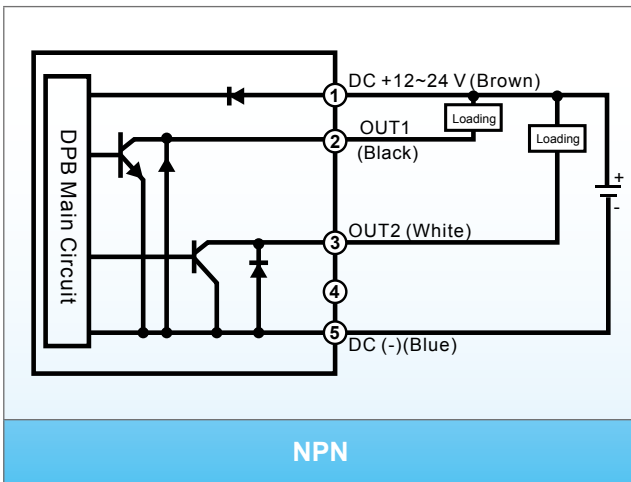 DC +12~24 V (Brown)
1
Loading
OUT1
2
(Black)
Loading
DPB Main Circuit
+
-
OUT2 (White)
3
4
5
DC (-)(Blue)
NPN